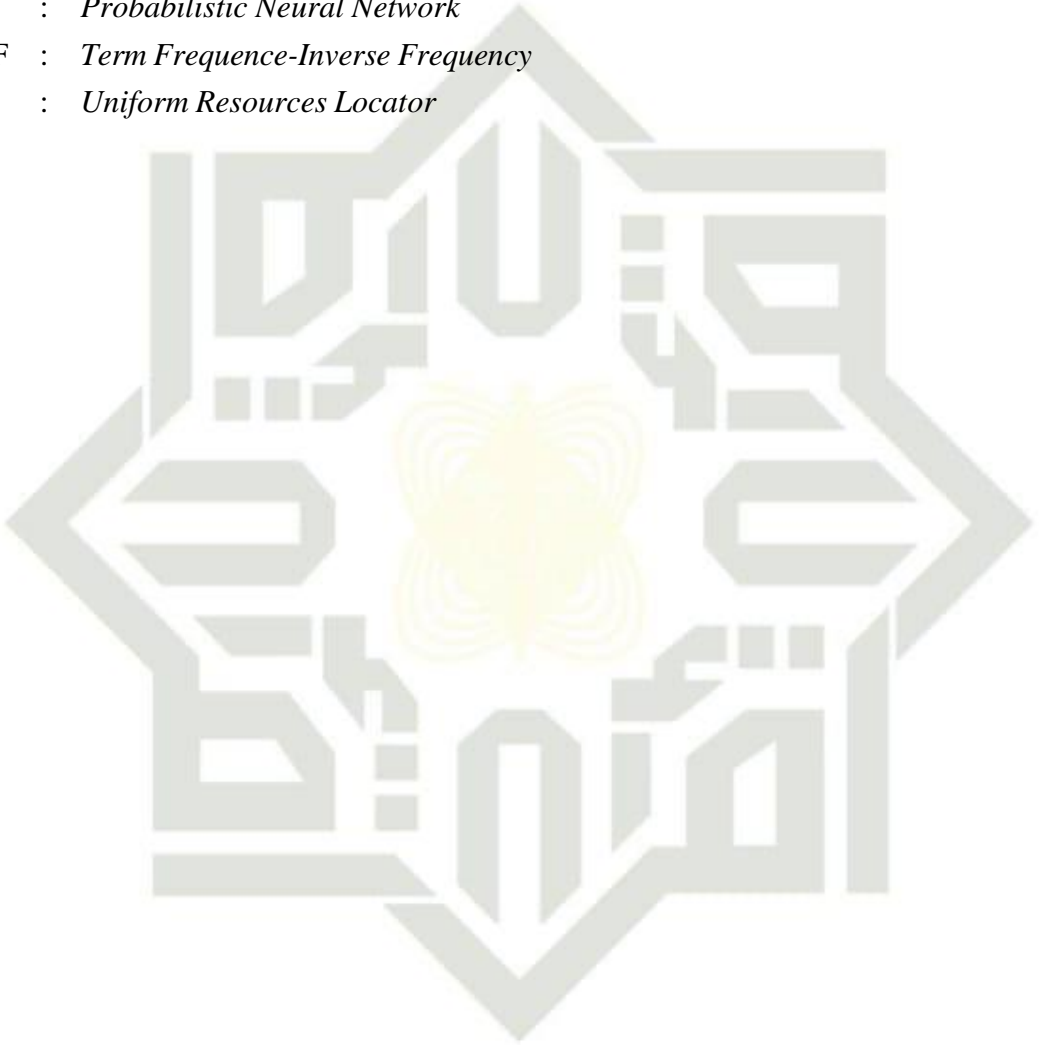 : Probabilistic Neural Network
F : Term Frequence-Inverse Frequency
: Uniform Resources Locator